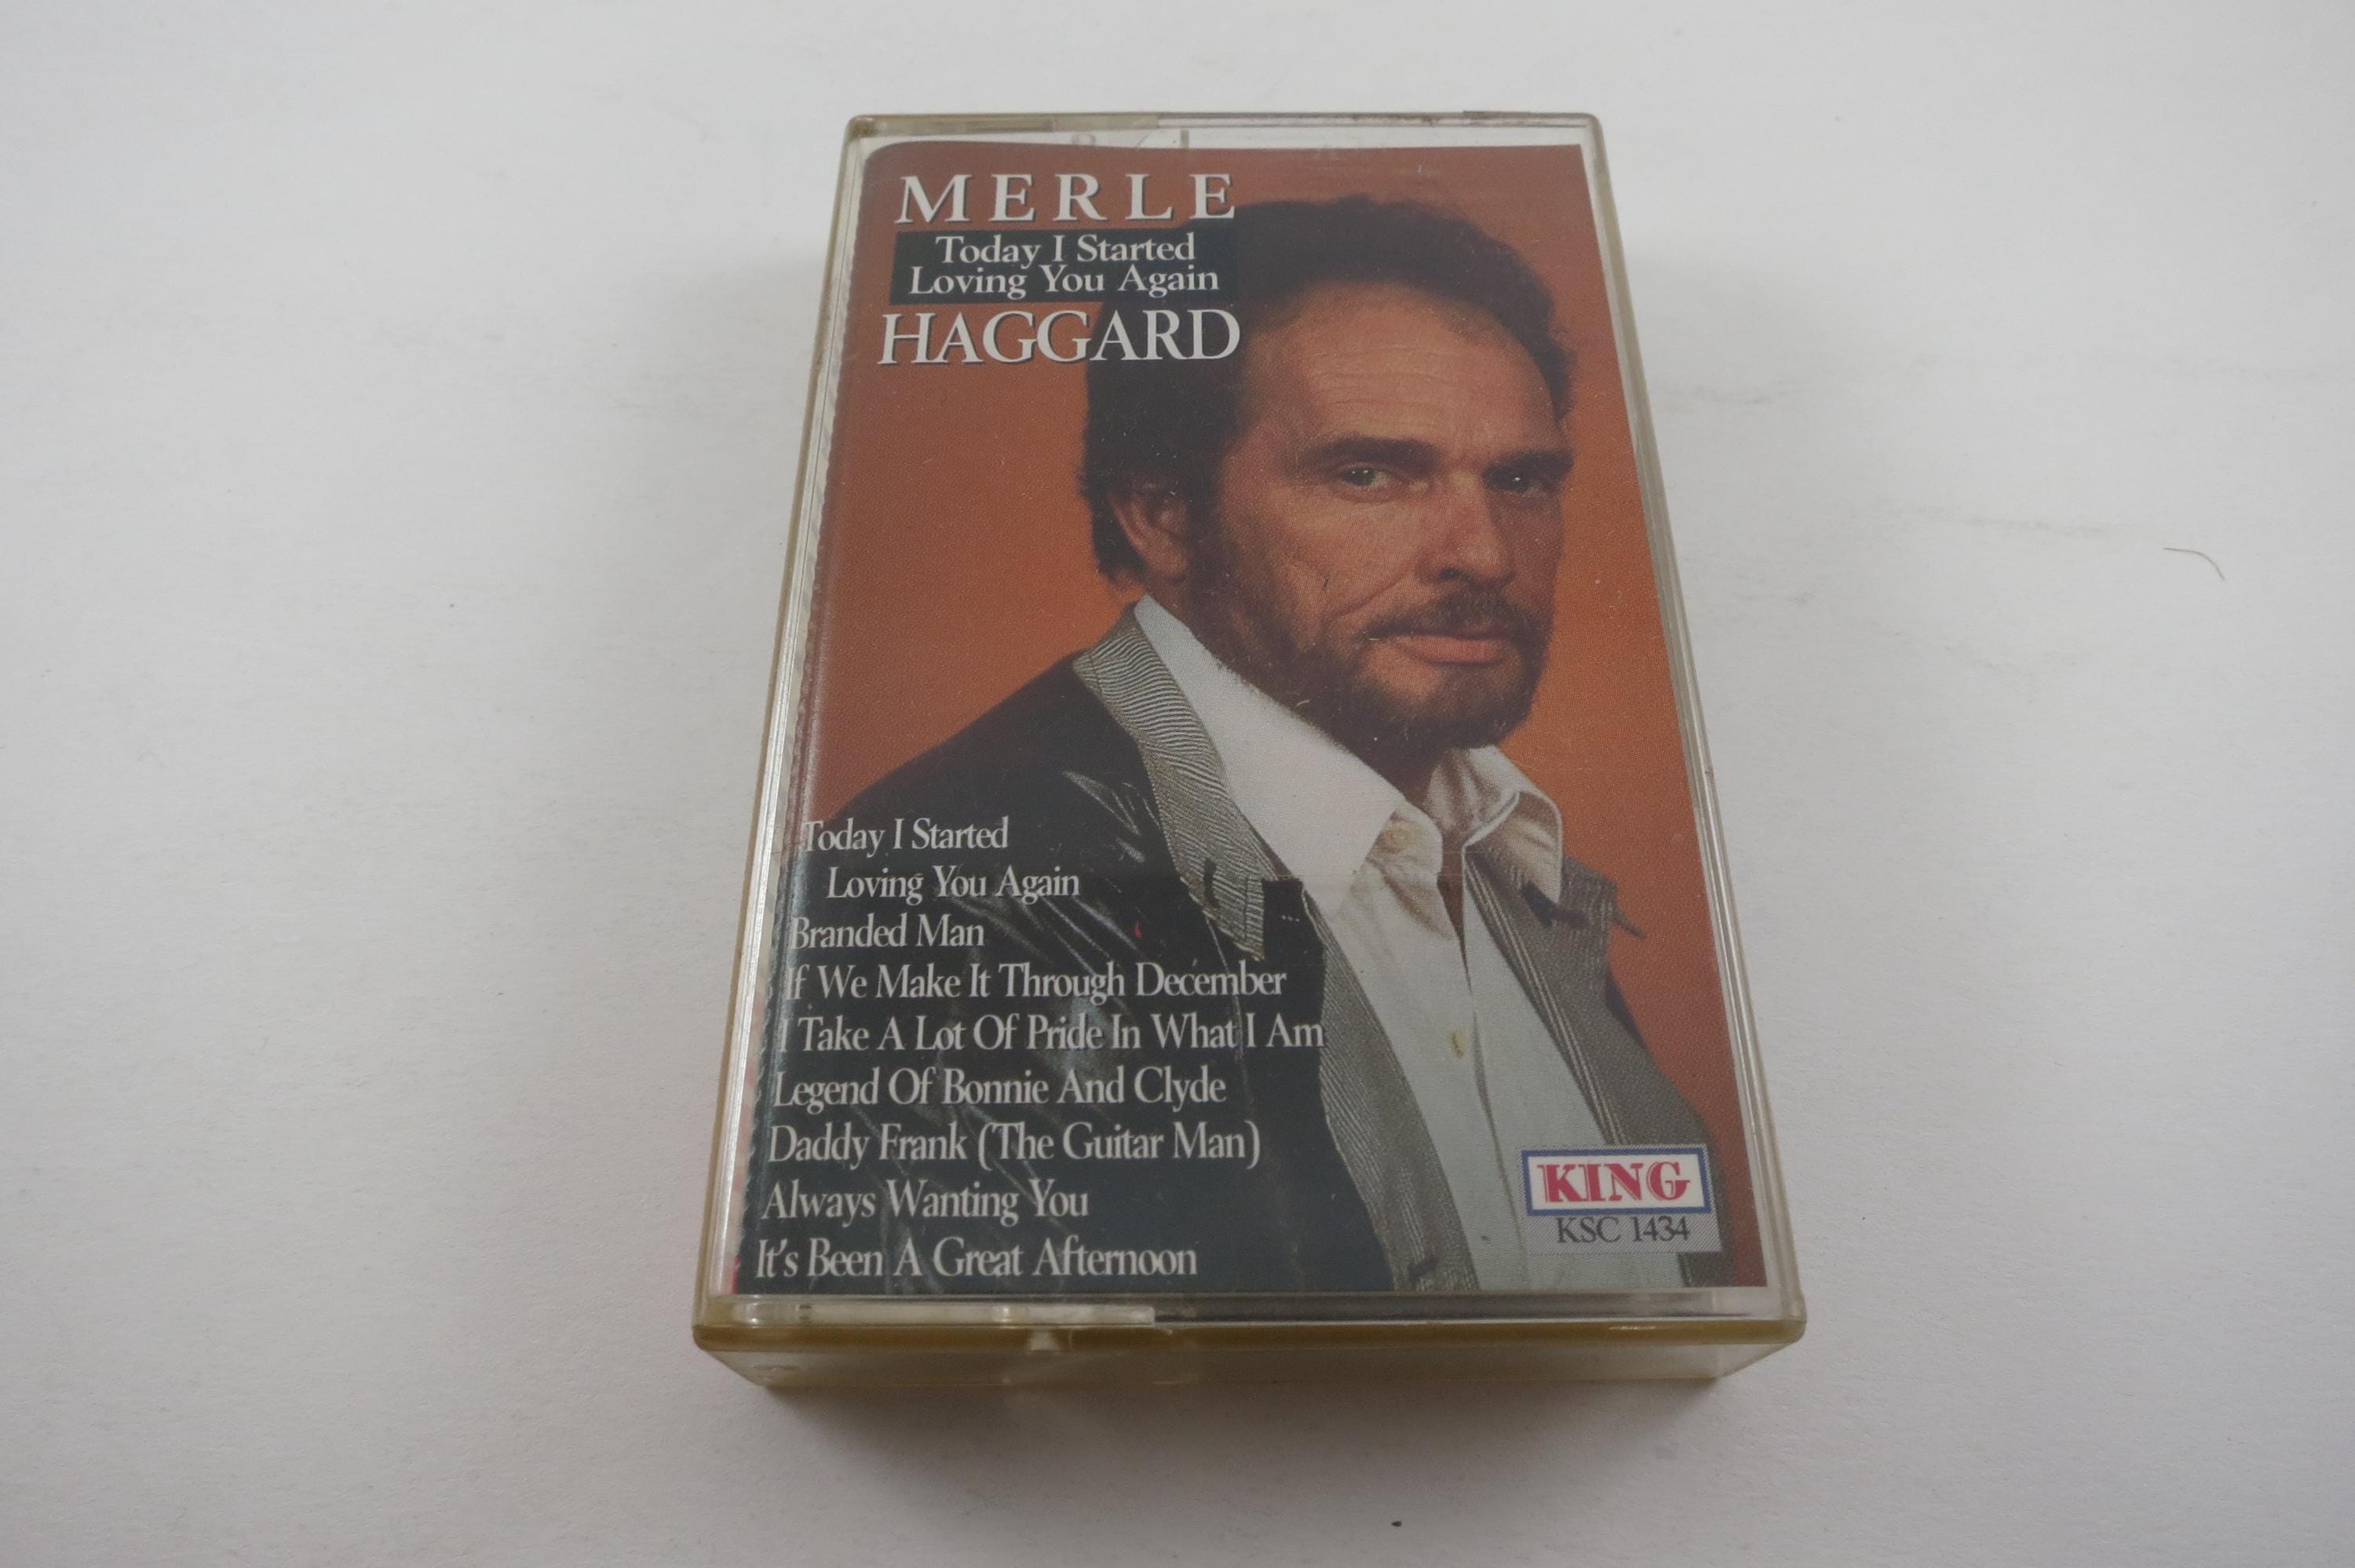 MERLE
Today I Started
Loving You Again
HAGGARD
Today I Started
Loving You Again
Branded Man
If We Make It Through December
I Take A Lot Of Pride In What I Am
Legend Of Bonnie And Clyde
Daddy Frank (The Guitar Man)
Always Wanting You
It's Been A Great Afternoon
KING
KSC 1434